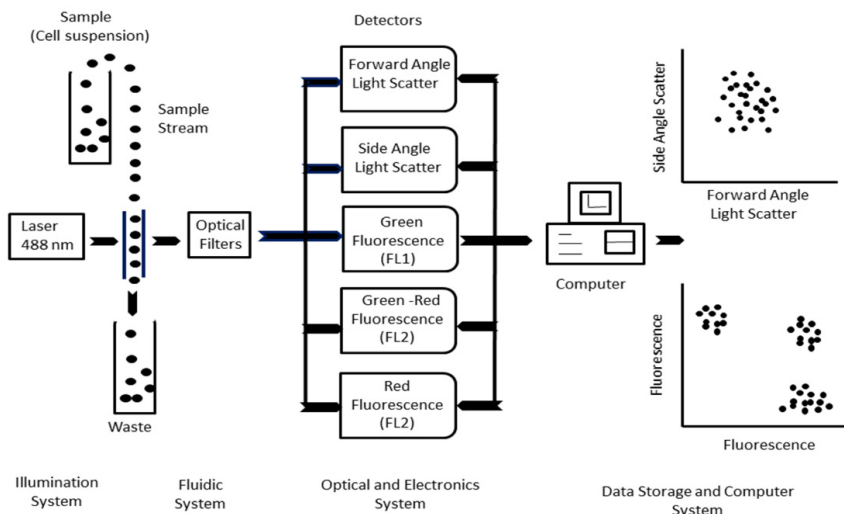 Sample
(Cell suspension)
Sample
Stream
Laser
488 nm
Optical
Filters
Waste
Detectors
Forward Angle
Light Scatter
Side Angle
Light Scatter
Green
Fluorescence
(FL1)
Green -Red
Fluorescence
(FL2)
Red
Fluorescence
(FL2)
Computer
Side Angle Scatter
Forward Angle
Light Scatter
Fluorescence
Fluorescence
Illumination
System
Fluidic
System
Optical and Electronics
System
Data Storage and Computer
System